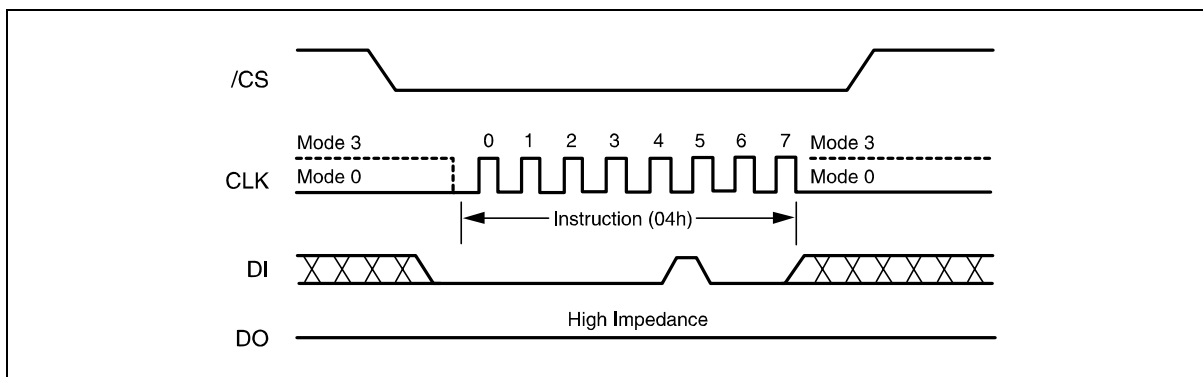 /CS
Mode 3 0 1 2 3 4 5 6 7 Mode 3
CLK Mode 0 Mode 0
Instruction (04h)
DI
High Impedance
DO